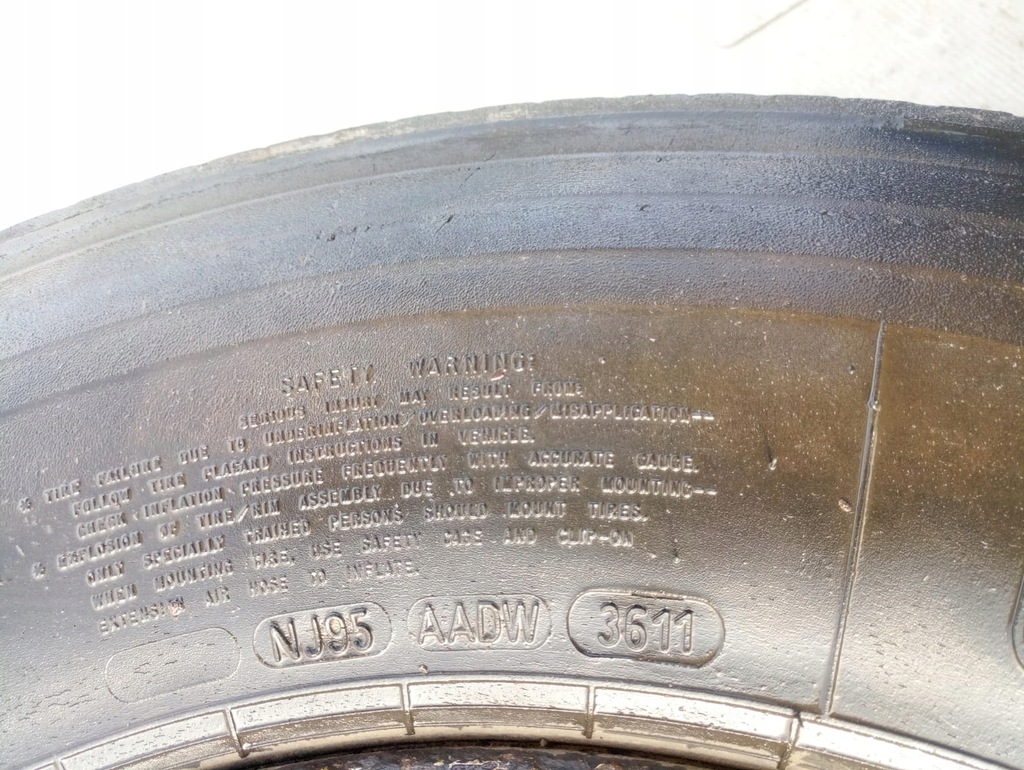 SAFETY WARNING:
SERIOUS INJURY MAY RESULT FROM:
* TIRE FAILURE DUE TO UNDERINFLATION/OVERLOADING/MISAPPLICATION--
FOLLOW TIRE PLACARD INSTRUCTIONS IN VEHICLE.
CHECK INFLATION PRESSURE FREQUENTLY WITH ACCURATE GAUGE.
* EXPLOSION OF TIRE/RIM ASSEMBLY DUE TO IMPROPER MOUNTING--
ONLY SPECIALLY TRAINED PERSONS SHOULD MOUNT TIRES.
WHEN MOUNTING TIRE, USE SAFETY CAGE AND CLIP-ON
EXTENSION AIR HOSE TO INFLATE.
NJ95 AADW 3611